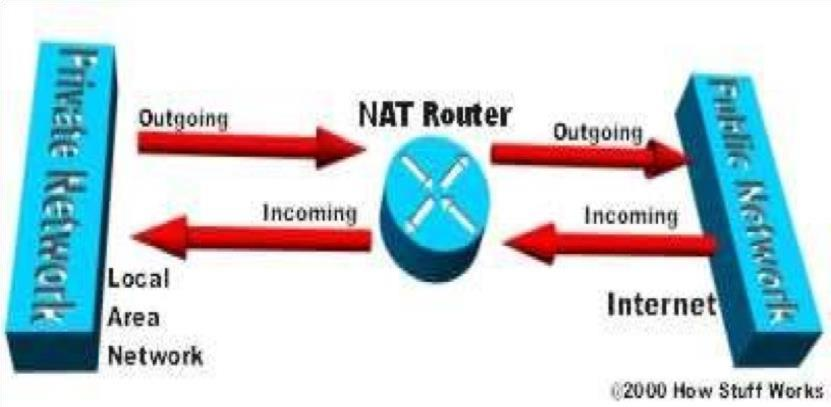 Private Network
Outgoing
NAT Router
Outgoing
Incoming
Incoming
Public Network
Local
Area
Network
Internet
©2000 How Stuff Works